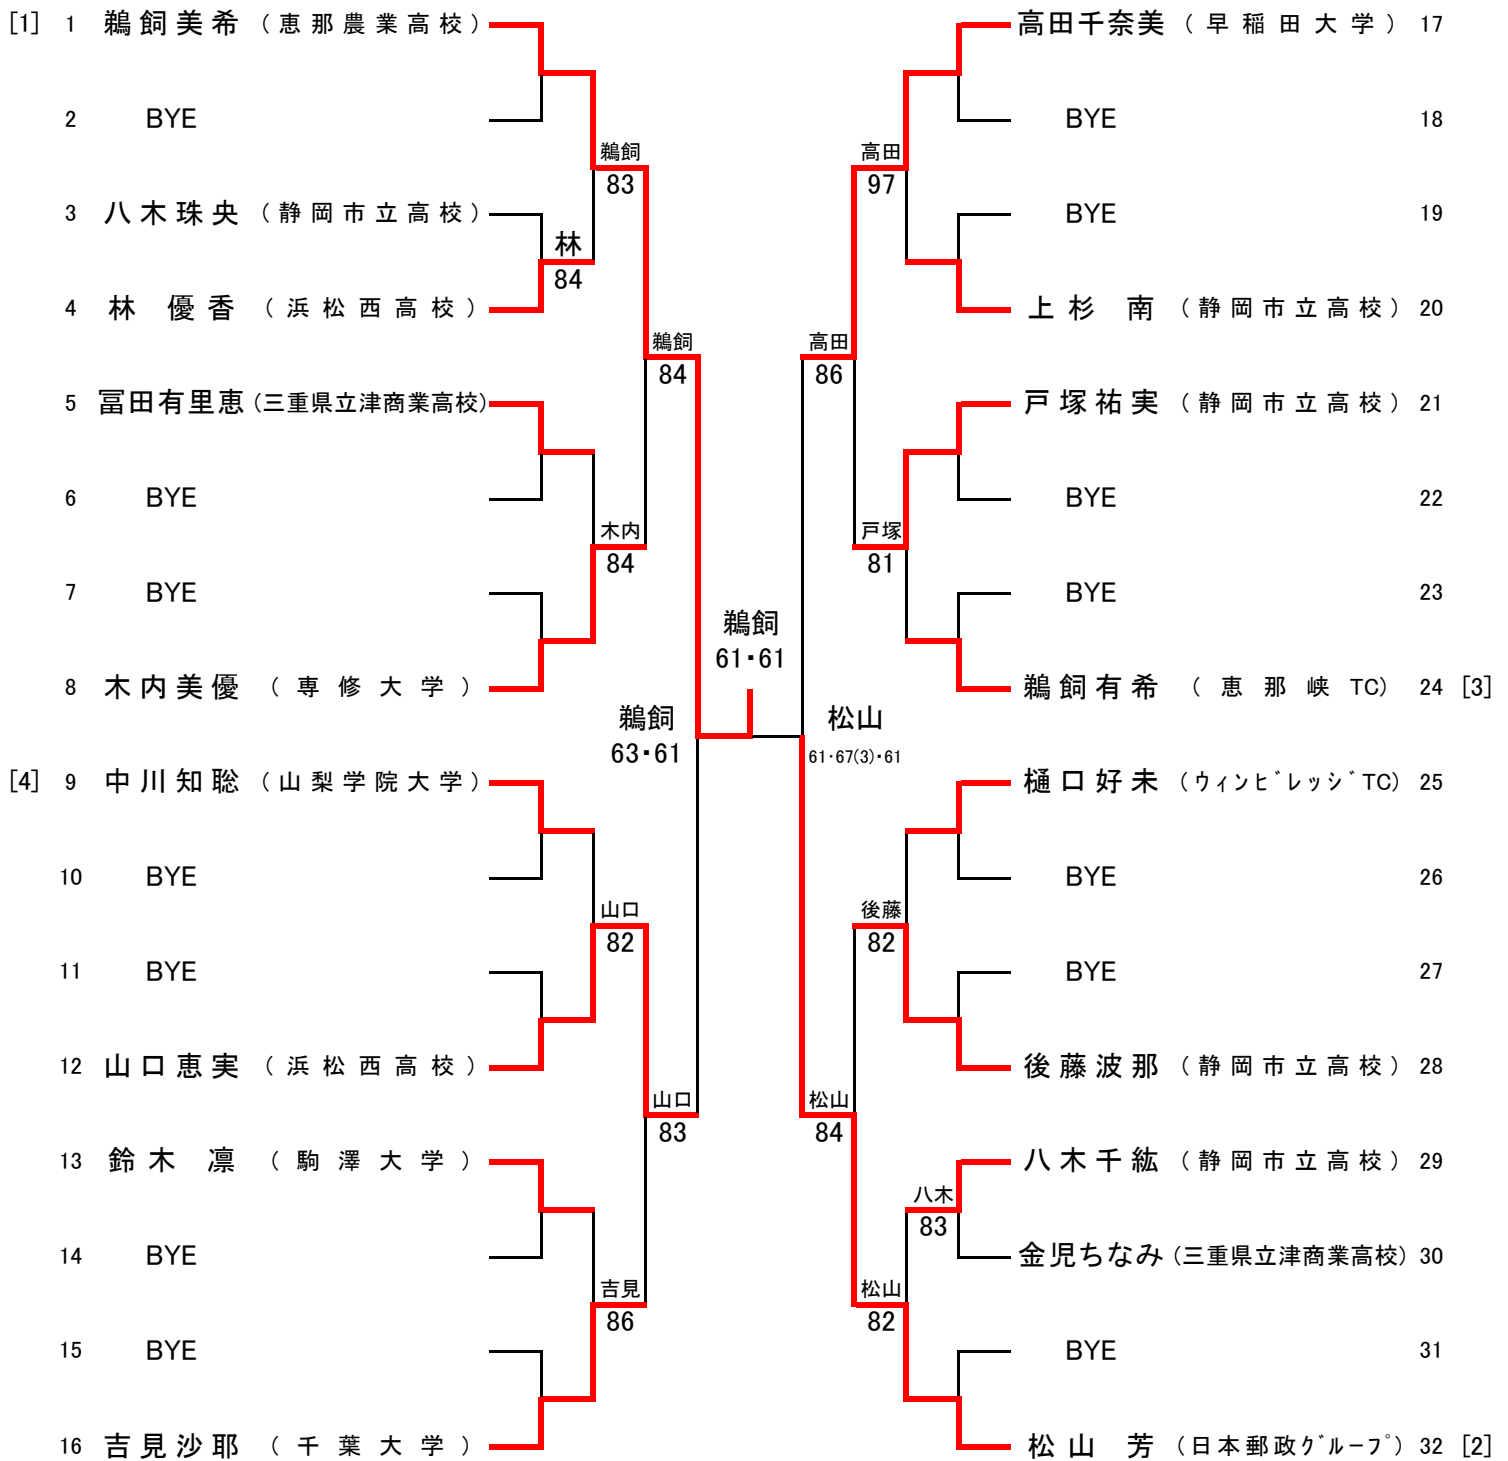 [1] 1 鵜飼美希 (恵那農業高校)
2 BYE
3 八木珠央 (静岡市立高校)
4 林 優香 (浜松西高校)
5 冨田有里恵 (三重県立津商業高校)
6 BYE
7 BYE
8 木内美優 (専修大学)
[4] 9 中川知聡 (山梨学院大学)
10 BYE
11 BYE
12 山口恵実 (浜松西高校)
13 鈴木 凛 (駒澤大学)
14 BYE
15 BYE
16 吉見沙耶 (千葉大学)
林
84
鵜飼
83
木内
84
山口
82
吉見
86
鵜飼
84
山口
83
鵜飼
63・61
鵜飼
61・61
松山
61・67(3)・61
高田
86
松山
84
高田
97
戸塚
81
後藤
82
松山
82
八木
83
高田千奈美 (早稲田大学) 17
BYE 18
BYE 19
上杉 南 (静岡市立高校) 20
戸塚祐実 (静岡市立高校) 21
BYE 22
BYE 23
鵜飼有希 (恵那峡TC) 24 [3]
樋口好未 (ウィンビレッジTC) 25
BYE 26
BYE 27
後藤波那 (静岡市立高校) 28
八木千紘 (静岡市立高校) 29
金児ちなみ (三重県立津商業高校) 30
BYE 31
松山 芳 (日本郵政グループ) 32 [2]